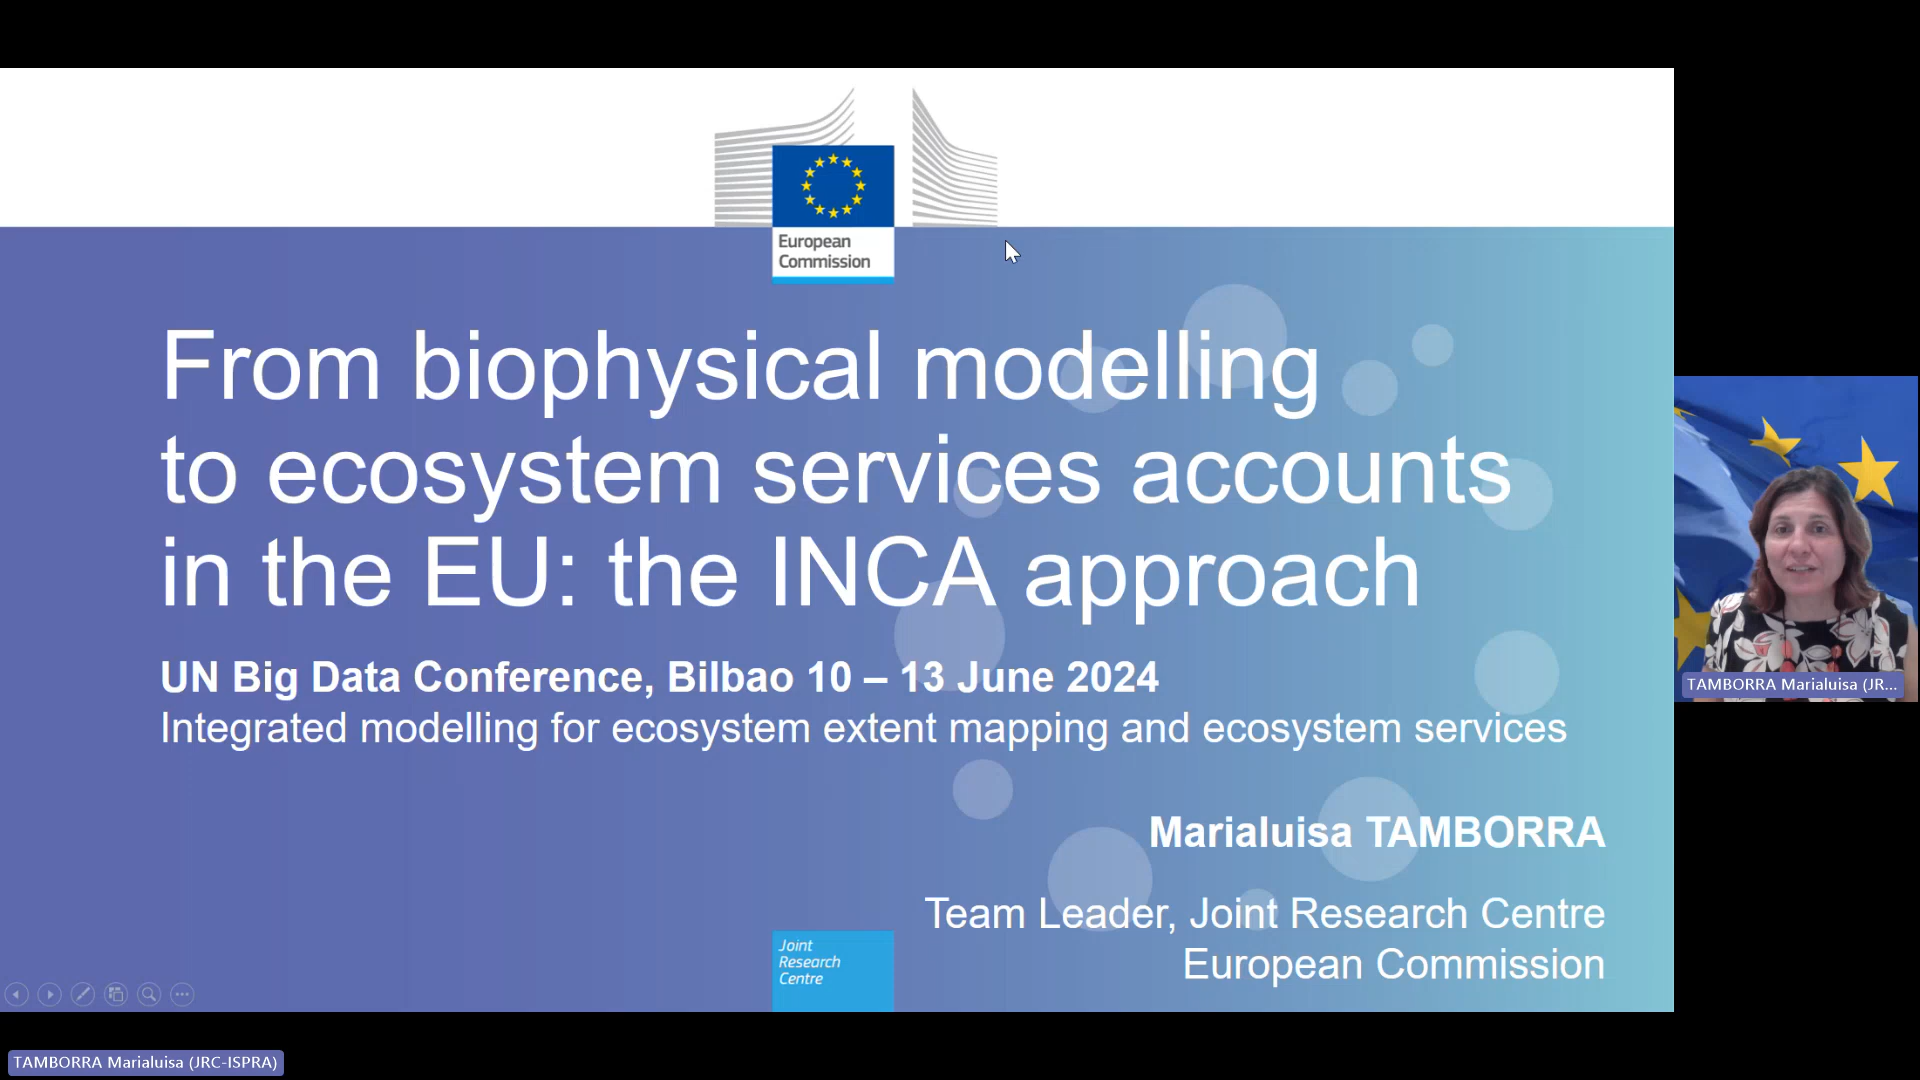 European
Commission
From biophysical modelling
to ecosystem services accounts
in the EU: the INCA approach
UN Big Data Conference, Bilbao 10 – 13 June 2024
Integrated modelling for ecosystem extent mapping and ecosystem services
Marialuisa TAMBORRA
Team Leader, Joint Research Centre
European Commission
Joint
Research
Centre
TAMBORRA Marialuisa (JR...
TAMBORRA Marialuisa (JRC-ISPRA)